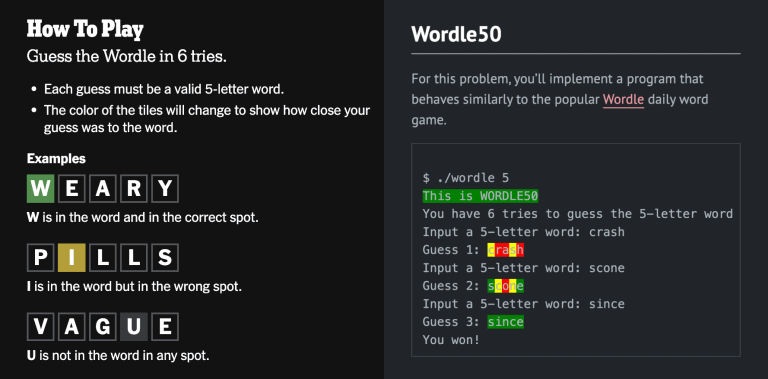 How To Play
Guess the Wordle in 6 tries.
• Each guess must be a valid 5-letter word.
• The color of the tiles will change to show how close your
guess was to the word.
Examples
W E A R Y
W is in the word and in the correct spot.
P I L L S
I is in the word but in the wrong spot.
V A G U E
U is not in the word in any spot.
Wordle50
For this problem, you’ll implement a program that
behaves similarly to the popular Wordle daily word
game.
$ ./wordle 5
This is WORDLE50
You have 6 tries to guess the 5-letter word
Input a 5-letter word: crash
Guess 1: crash
Input a 5-letter word: scone
Guess 2: scone
Input a 5-letter word: since
Guess 3: since
You won!